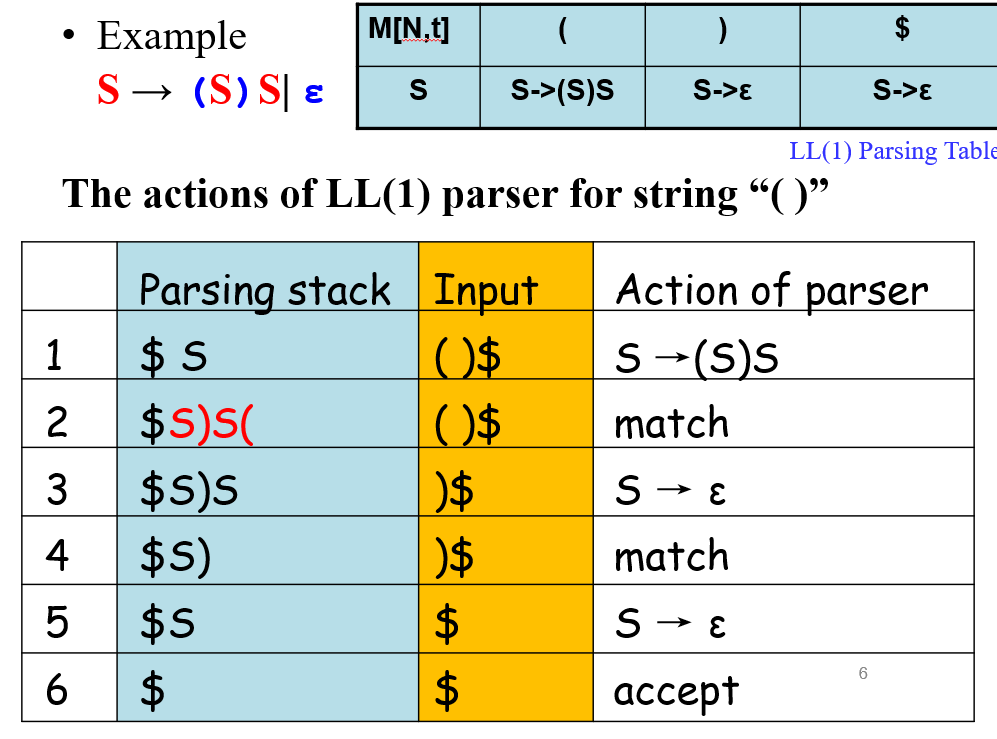 • Example
S → (S) S| ε
M[N,t] ( ) $
S S->(S)S S->ε S->ε
LL(1) Parsing Table
The actions of LL(1) parser for string “( )”
Parsing stack Input Action of parser
1 $ S ( )$ S →(S)S
2 $S)S( ( )$ match
3 $S)S )$ S → ε
4 $S) )$ match
5 $S $ S → ε
6 $ $ accept
6